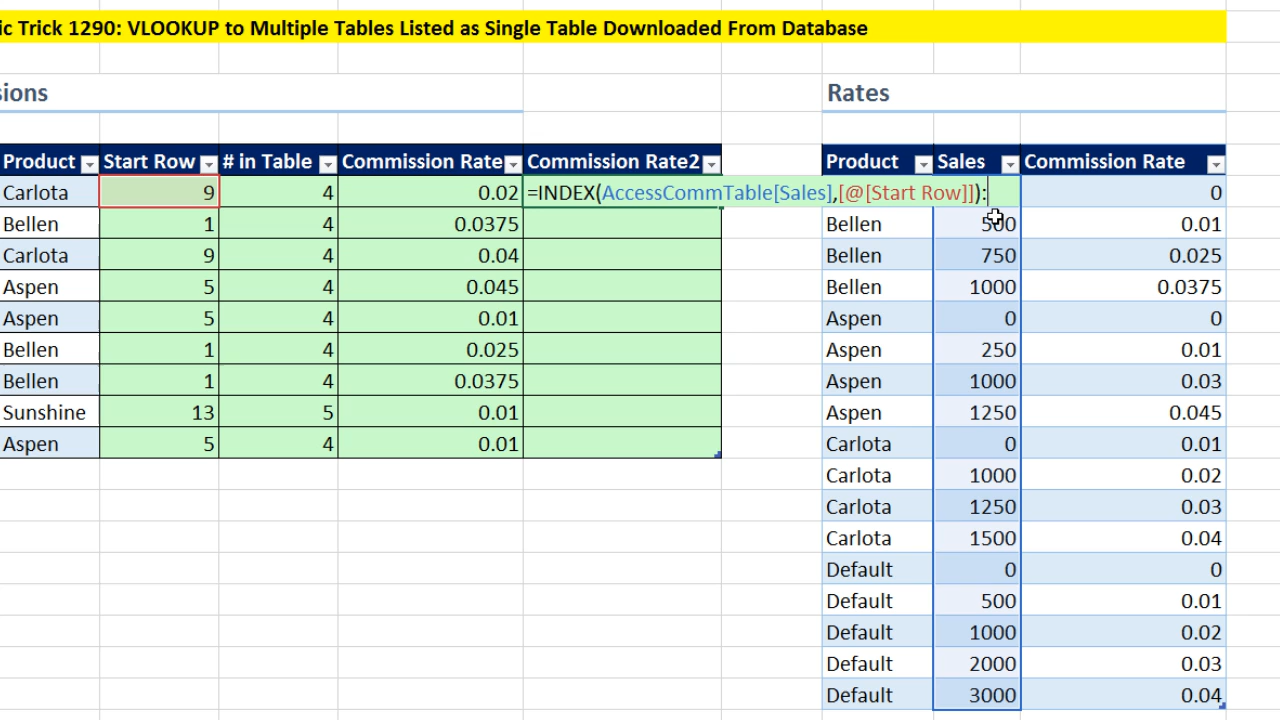 ic Trick 1290: VLOOKUP to Multiple Tables Listed as Single Table Downloaded From Database
sions Rates
Product Start Row # in Table Commission Rate Commission Rate2 Product Sales Commission Rate
Carlota 9 4 0.02 =INDEX(AccessCommTable[Sales],[@[Start Row]]): 0
Bellen 1 4 0.0375 Bellen 500 0.01
Carlota 9 4 0.04 Bellen 750 0.025
Aspen 5 4 0.045 Bellen 1000 0.0375
Aspen 5 4 0.01 Aspen 0 0
Bellen 1 4 0.025 Aspen 250 0.01
Bellen 1 4 0.0375 Aspen 1000 0.03
Sunshine 13 5 0.01 Aspen 1250 0.045
Aspen 5 4 0.01 Carlota 0 0.01
Carlota 1000 0.02
Carlota 1250 0.03
Carlota 1500 0.04
Default 0 0
Default 500 0.01
Default 1000 0.02
Default 2000 0.03
Default 3000 0.04